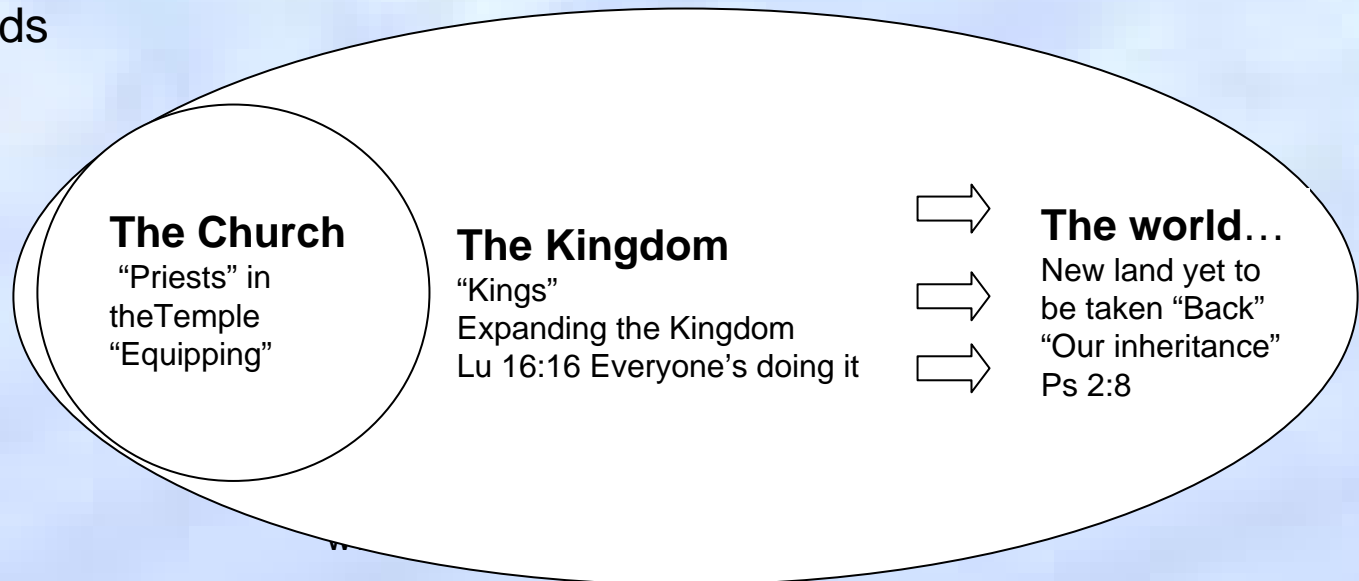 ds
The Church
“Priests” in
theTemple
“Equipping”
The Kingdom
“Kings”
Expanding the Kingdom
Lu 16:16 Everyone’s doing it
The world…
New land yet to
be taken “Back”
“Our inheritance”
Ps 2:8